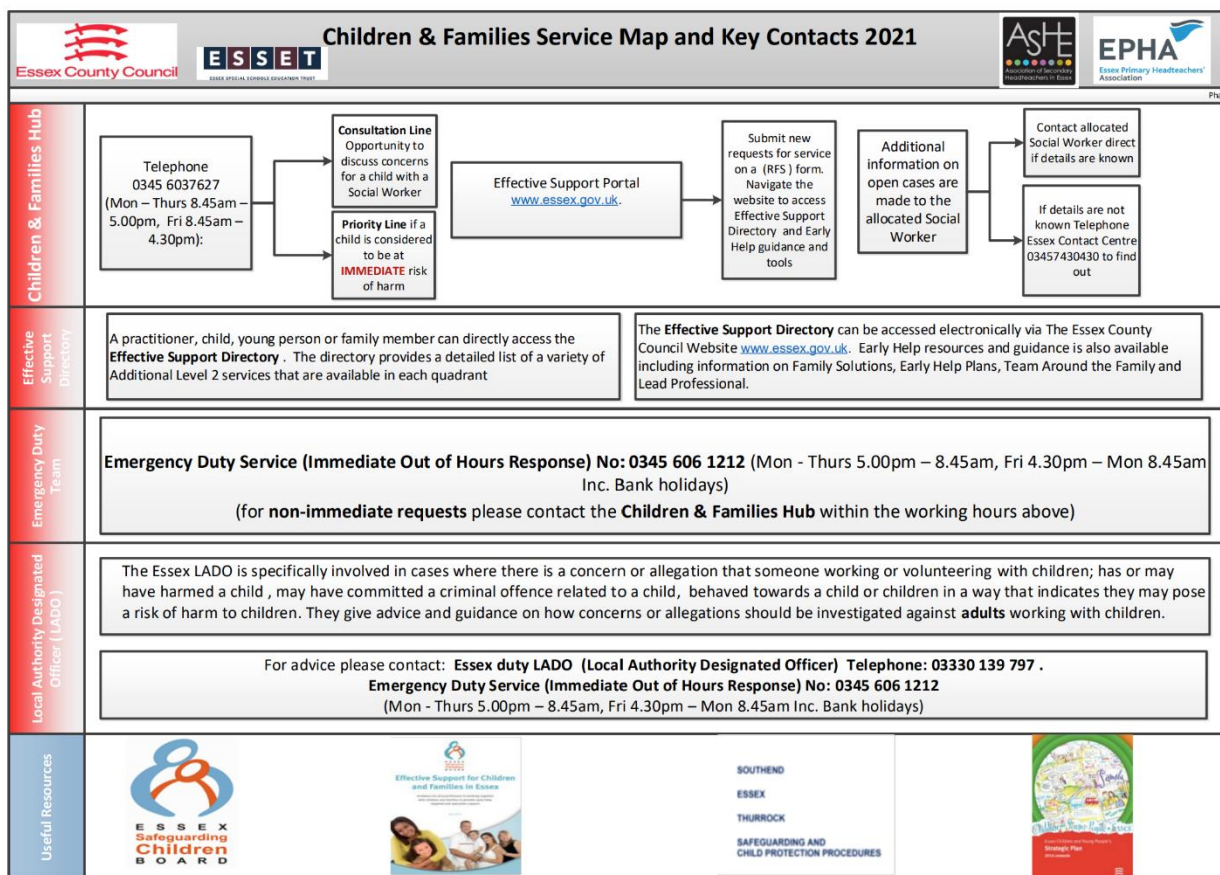 Essex County Council
ESSET
ESSEX SPECIAL SCHOOLS EDUCATION TRUST
Children & Families Service Map and Key Contacts 2021
ASHE
Association of Secondary
Headteachers in Essex
EPHA
Essex Primary Headteachers'
Association
Pha
Children & Families Hub
Telephone
0345 6037627
(Mon – Thurs 8.45am –
5.00pm, Fri 8.45am –
4.30pm):
Consultation Line
Opportunity to
discuss concerns
for a child with a
Social Worker
Priority Line if a
child is considered
to be at
IMMEDIATE risk
of harm
Effective Support Portal
www.essex.gov.uk.
Submit new
requests for service
on a (RFS ) form.
Navigate the
website to access
Effective Support
Directory and Early
Help guidance and
tools
Additional
information on
open cases are
made to the
allocated Social
Worker
Contact allocated
Social Worker direct
if details are known
If details are not
known Telephone
Essex Contact Centre
03457430430 to find
out
Effective
Support
Directory
A practitioner, child, young person or family member can directly access the
Effective Support Directory . The directory provides a detailed list of a variety of
Additional Level 2 services that are available in each quadrant
The Effective Support Directory can be accessed electronically via The Essex County
Council Website www.essex.gov.uk. Early Help resources and guidance is also available
including information on Family Solutions, Early Help Plans, Team Around the Family and
Lead Professional.
Emergency Duty
Team
Emergency Duty Service (Immediate Out of Hours Response) No: 0345 606 1212 (Mon - Thurs 5.00pm – 8.45am, Fri 4.30pm – Mon 8.45am
Inc. Bank holidays)
(for non-immediate requests please contact the Children & Families Hub within the working hours above)
Local Authority Designated
Officer ( LADO )
The Essex LADO is specifically involved in cases where there is a concern or allegation that someone working or volunteering with children; has or may
have harmed a child , may have committed a criminal offence related to a child, behaved towards a child or children in a way that indicates they may pose
a risk of harm to children. They give advice and guidance on how concerns or allegations should be investigated against adults working with children.
For advice please contact: Essex duty LADO (Local Authority Designated Officer) Telephone: 03330 139 797 .
Emergency Duty Service (Immediate Out of Hours Response) No: 0345 606 1212
(Mon - Thurs 5.00pm – 8.45am, Fri 4.30pm – Mon 8.45am Inc. Bank holidays)
Useful Resources
ESSEX
Safeguarding
Children
BOARD
Effective Support for Children
and Families in Essex
SOUTHEND
ESSEX
THURROCK
SAFEGUARDING AND
CHILD PROTECTION PROCEDURES
Essex Children and Young People's
Strategic Plan